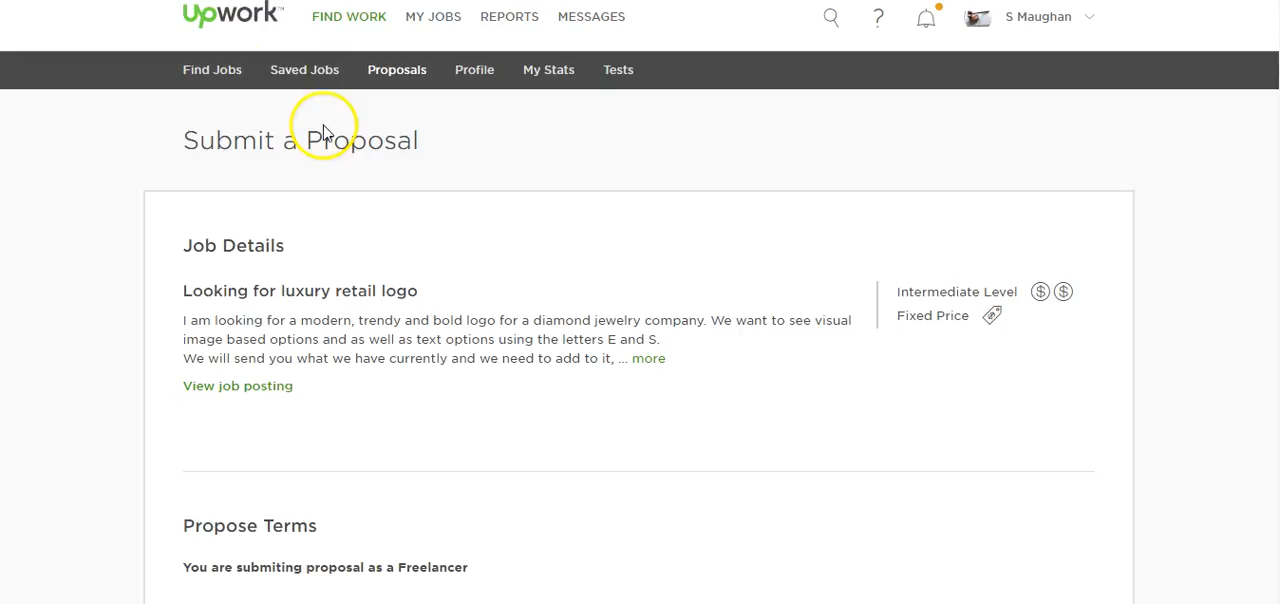 Upwork™ FIND WORK MY JOBS REPORTS MESSAGES ? S Maughan
Find Jobs Saved Jobs Proposals Profile My Stats Tests
Submit a Proposal
Job Details
Looking for luxury retail logo
I am looking for a modern, trendy and bold logo for a diamond jewelry company. We want to see visual
image based options and as well as text options using the letters E and S.
We will send you what we have currently and we need to add to it, ... more
View job posting
Intermediate Level $ $
Fixed Price
Propose Terms
You are submiting proposal as a Freelancer